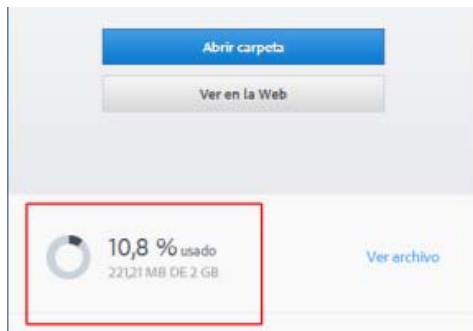 Abrir carpeta
Ver en la Web
10,8 % usado
221,21 MB DE 2 GB
Ver archivo